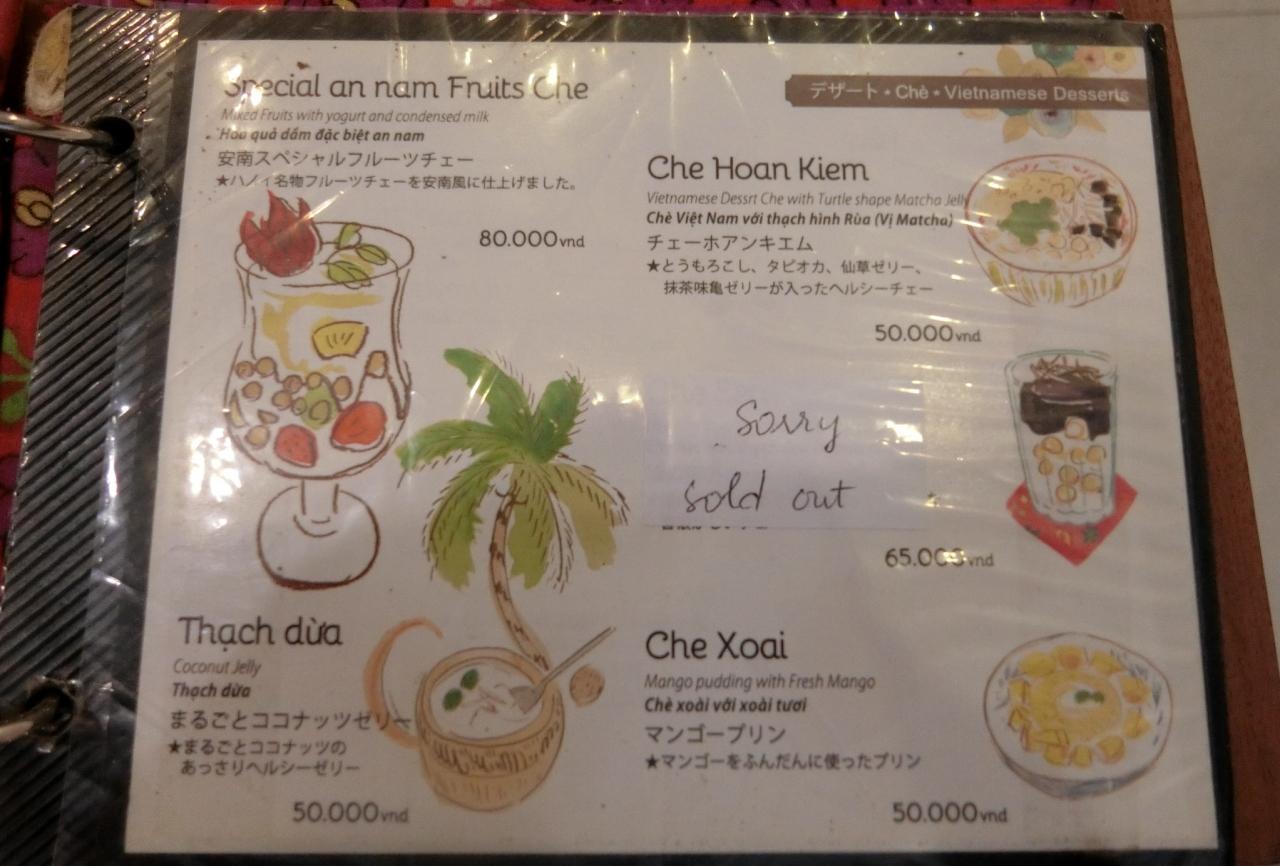 Special an nam Fruits Che
Mixed Fruits with yogurt and condensed milk
Hoa quả dầm đặc biệt an nam
安南スペシャルフルーツチェー
★ハノイ名物フルーツチェーを安南風に仕上げました。
80.000vnd
Thạch dừa
Coconut Jelly
Thạch dừa
まるごとココナッツゼリー
★まるごとココナッツの
あっさりヘルシーゼリー
50.000vnd
デザート・Chè・Vietnamese Desserts
Che Hoan Kiem
Vietnamese Dessrt Che with Turtle shape Matcha Jelly
Chè Việt Nam với thạch hình Rùa (Vị Matcha)
チェーホアンキエム
★とうもろこし、タピオカ、仙草ゼリー、
抹茶味亀ゼリーが入ったヘルシーチェー
50.000vnd
Sorry
sold out
65.000vnd
Che Xoai
Mango pudding with Fresh Mango
Chè xoài với xoài tươi
マンゴープリン
★マンゴーをふんだんに使ったプリン
50.000vnd